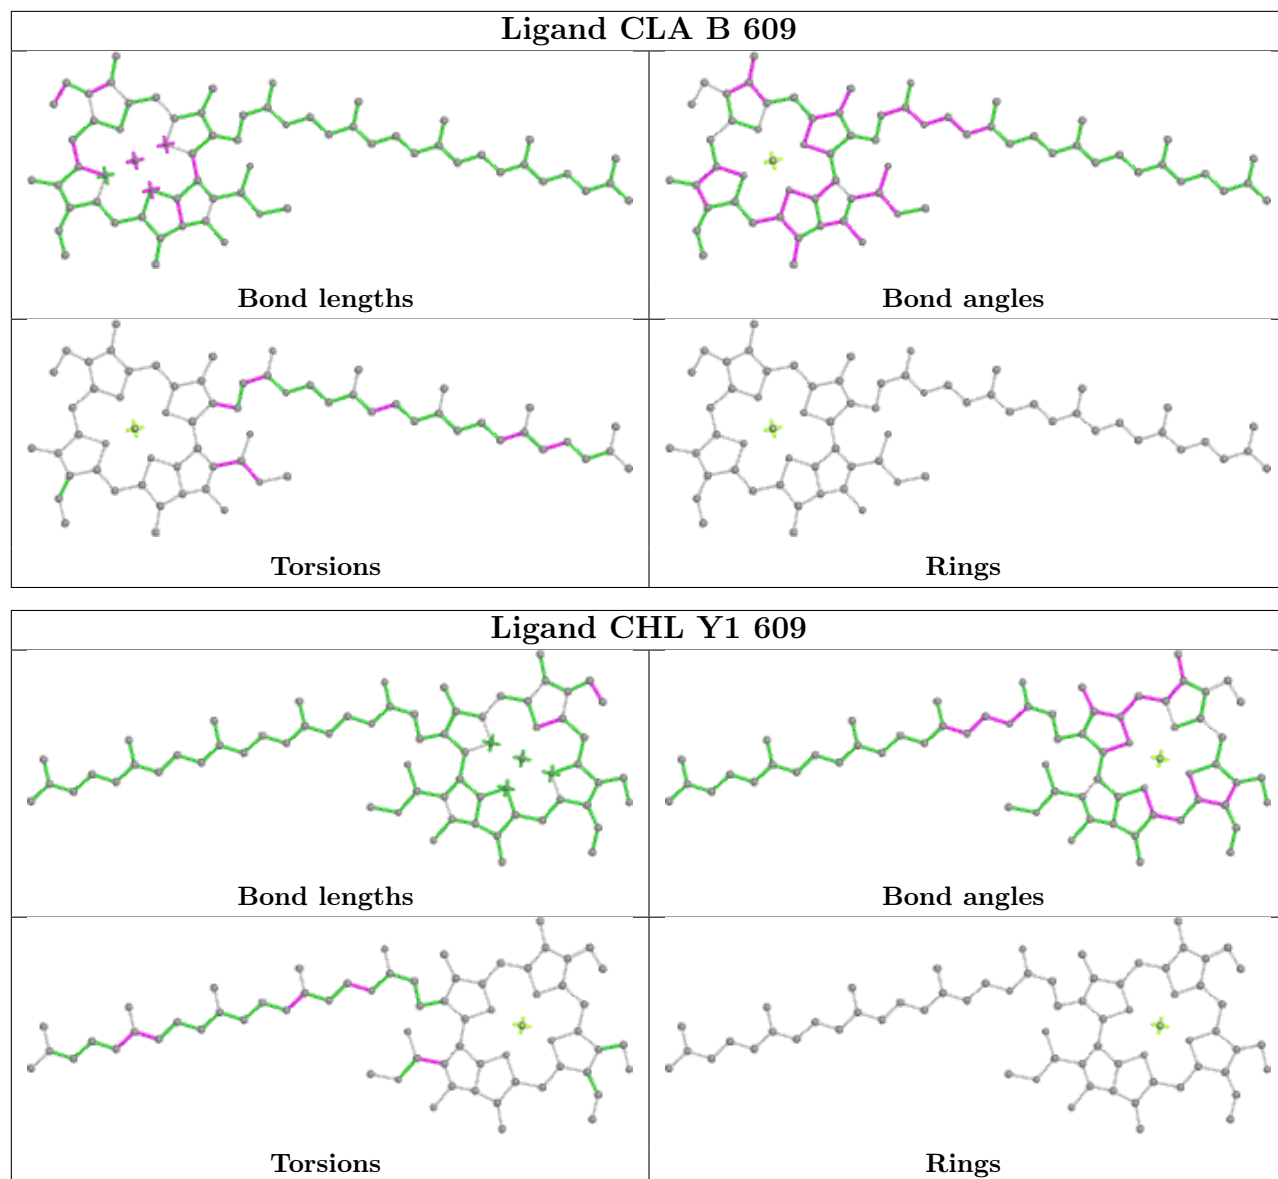 Ligand CLA B 609
Bond lengths
Bond angles
Torsions
Rings
Ligand CHL Y1 609
Bond lengths
Bond angles
Torsions
Rings